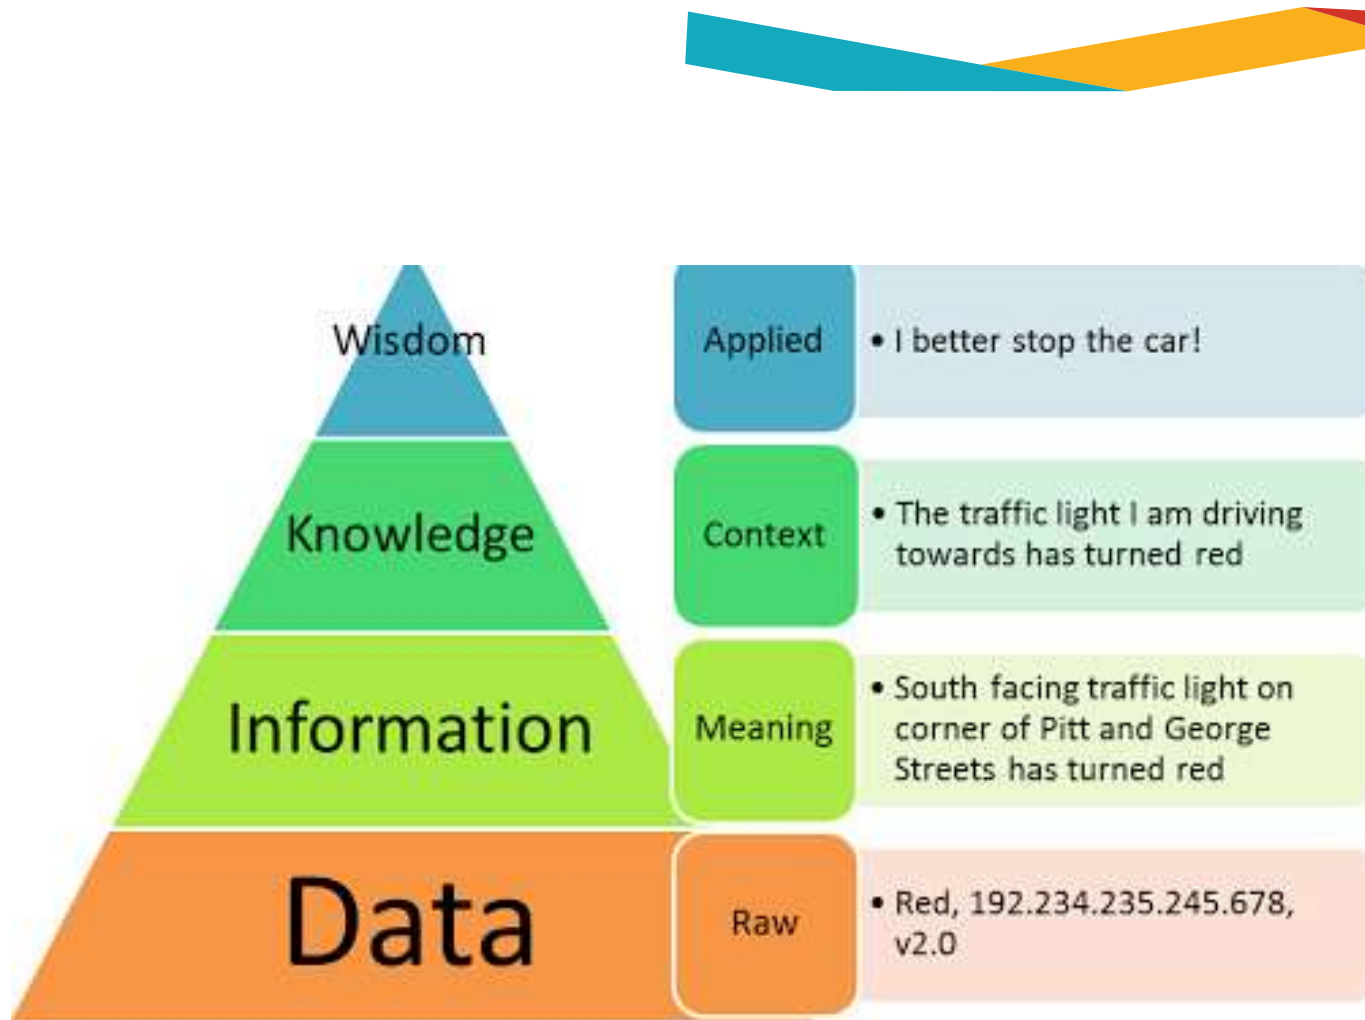 Wisdom
Applied
• I better stop the car!
Knowledge
Context
• The traffic light I am driving
towards has turned red
Information
Meaning
• South facing traffic light on
corner of Pitt and George
Streets has turned red
Data
Raw
• Red, 192.234.235.245.678,
v2.0